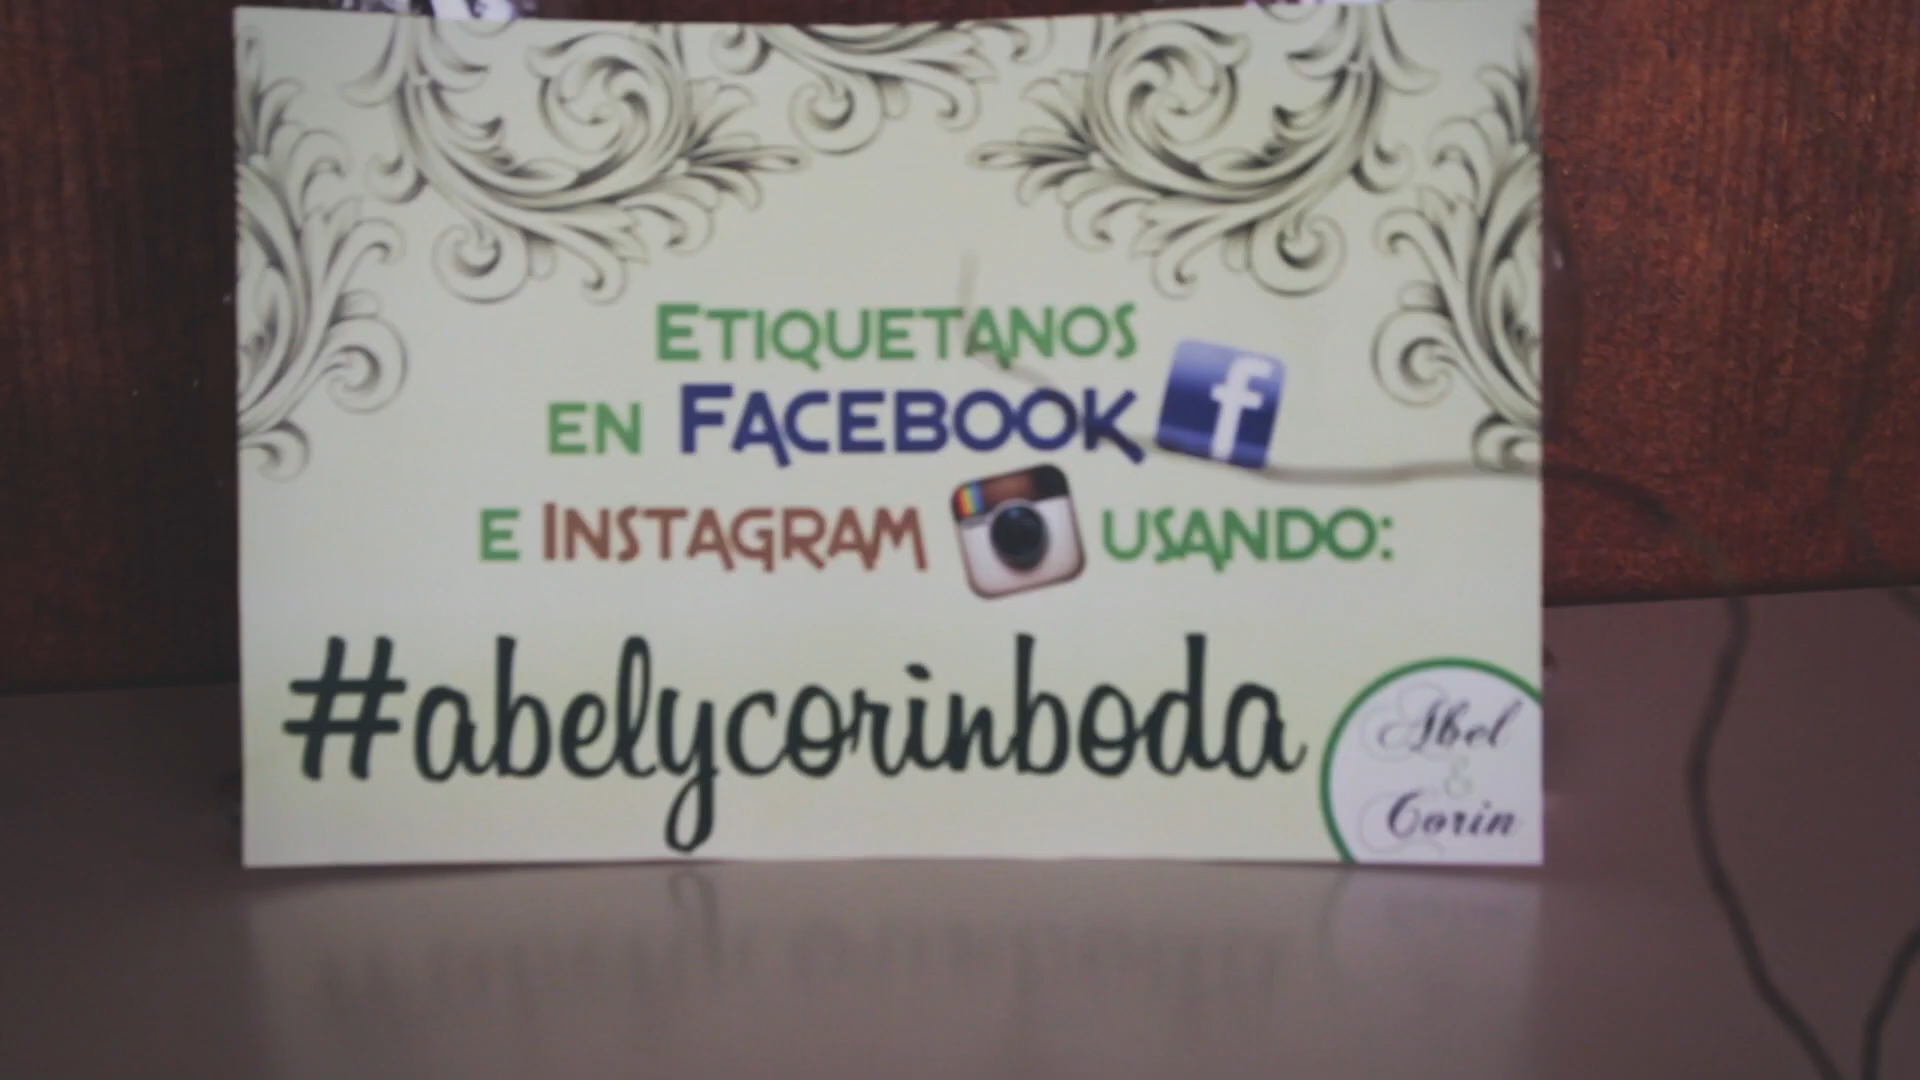 ETIQUETANOS
EN FACEBOOK f
E INSTAGRAM USANDO:
#abelycorinboda
Abel
&
Corin